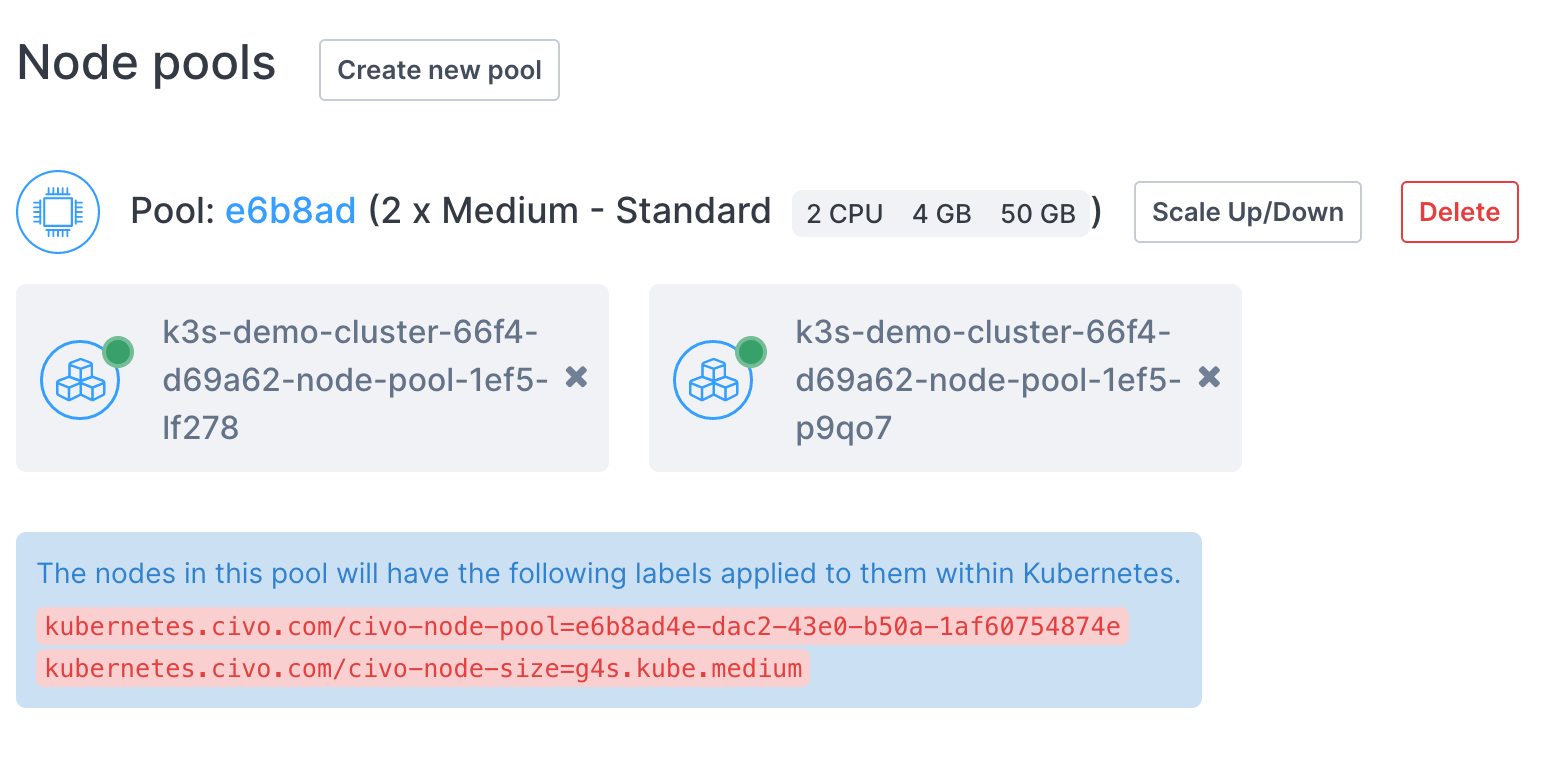 Node pools
Create new pool
Pool: e6b8ad (2 x Medium - Standard 2 CPU 4 GB 50 GB)
Scale Up/Down
Delete
k3s-demo-cluster-66f4-
d69a62-node-pool-1ef5-
lf278
k3s-demo-cluster-66f4-
d69a62-node-pool-1ef5-
p9qo7
The nodes in this pool will have the following labels applied to them within Kubernetes.
kubernetes.civo.com/civo-node-pool=e6b8ad4e-dac2-43e0-b50a-1af60754874e
kubernetes.civo.com/civo-node-size=g4s.kube.medium